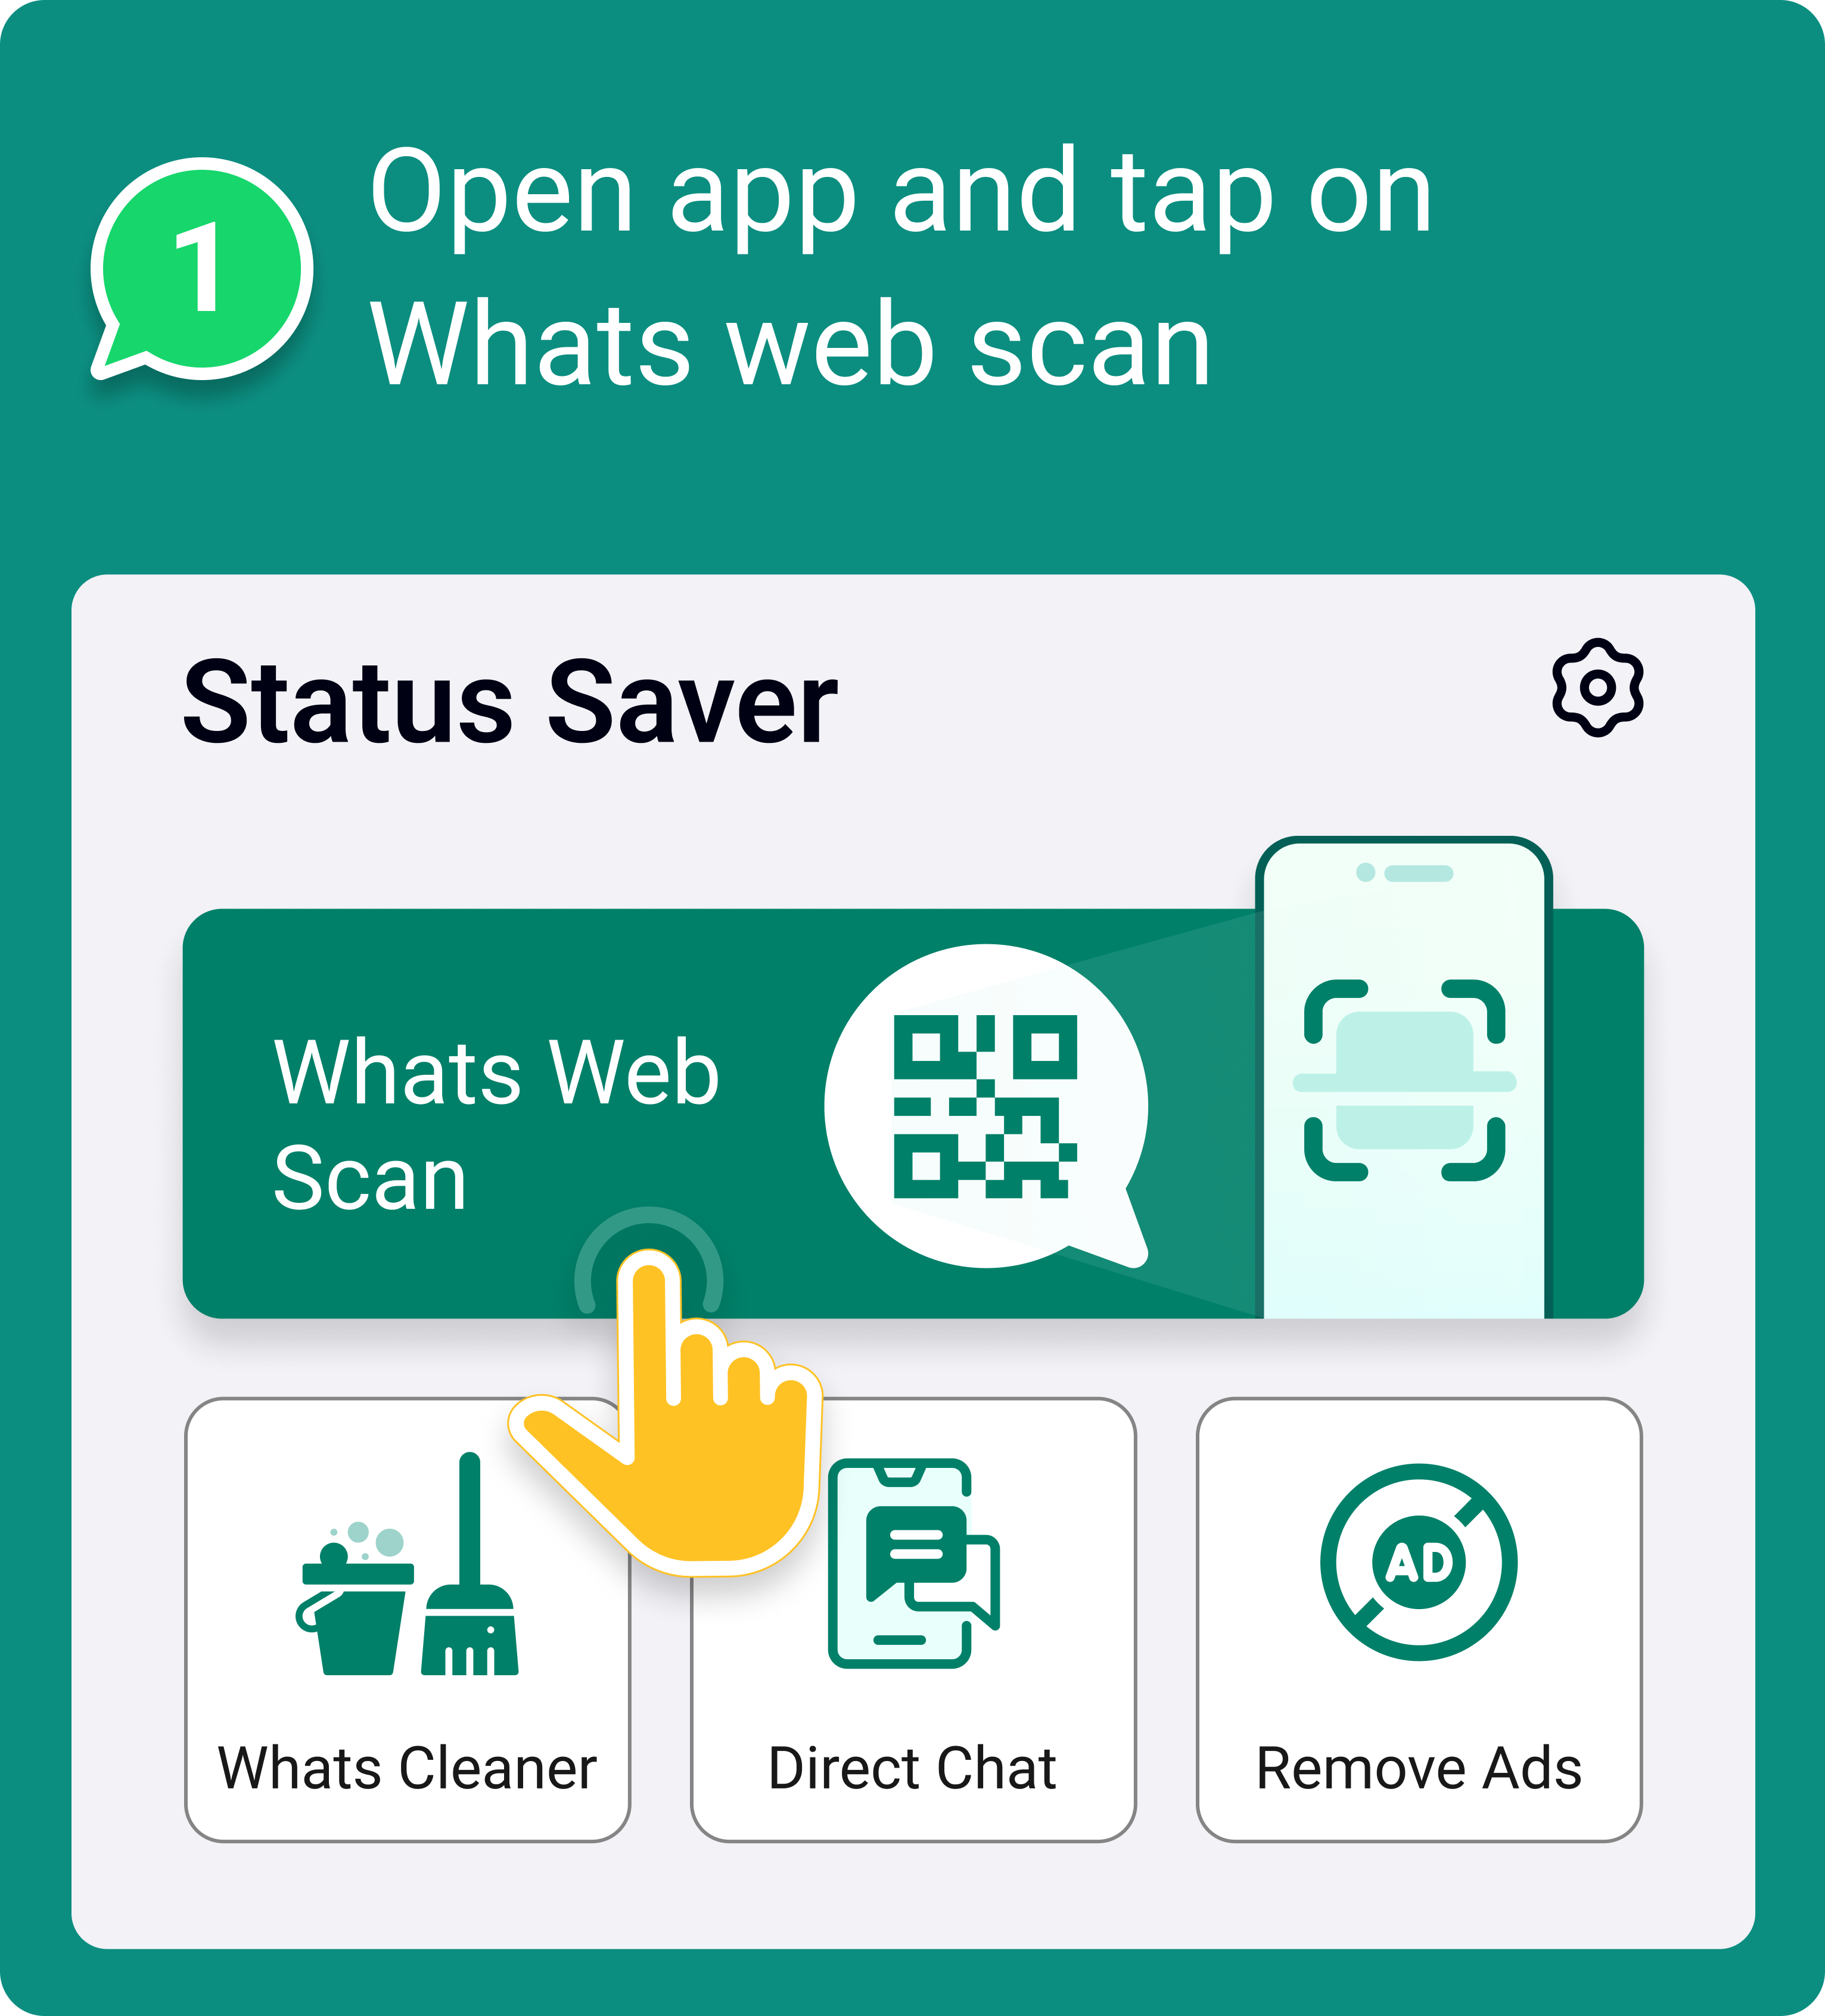 1
Open app and tap on
Whats web scan
Status Saver
Whats Web
Scan
AD
Whats Cleaner
Direct Chat
Remove Ads